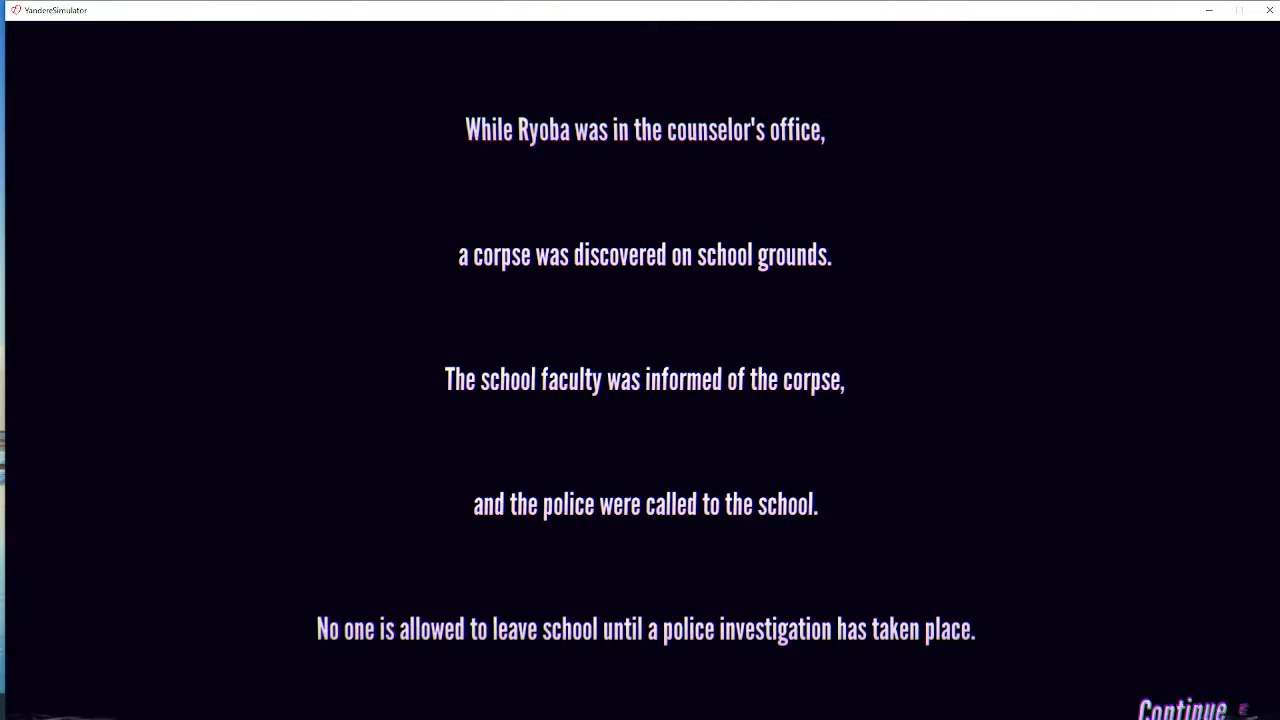 YandereSimulator
While Ryoba was in the counselor's office,
a corpse was discovered on school grounds.
The school faculty was informed of the corpse,
and the police were called to the school.
No one is allowed to leave school until a police investigation has taken place.
Continue